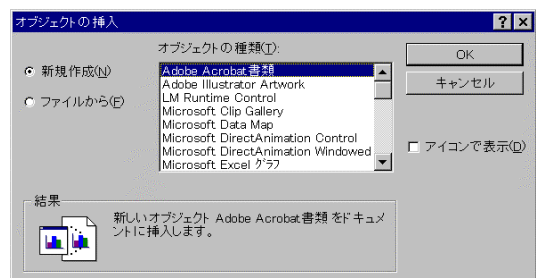 オブジェクトの挿入
オブジェクトの種類(T):
新規作成(N)
ファイルから(F)
Adobe Acrobat書類
Adobe Illustrator Artwork
LM Runtime Control
Microsoft Clip Gallery
Microsoft Data Map
Microsoft DirectAnimation Control
Microsoft DirectAnimation Windowed
Microsoft Excel グラフ
OK
キャンセル
アイコンで表示(D)
結果
新しいオブジェクト Adobe Acrobat書類 をドキュメ
ントに挿入します。